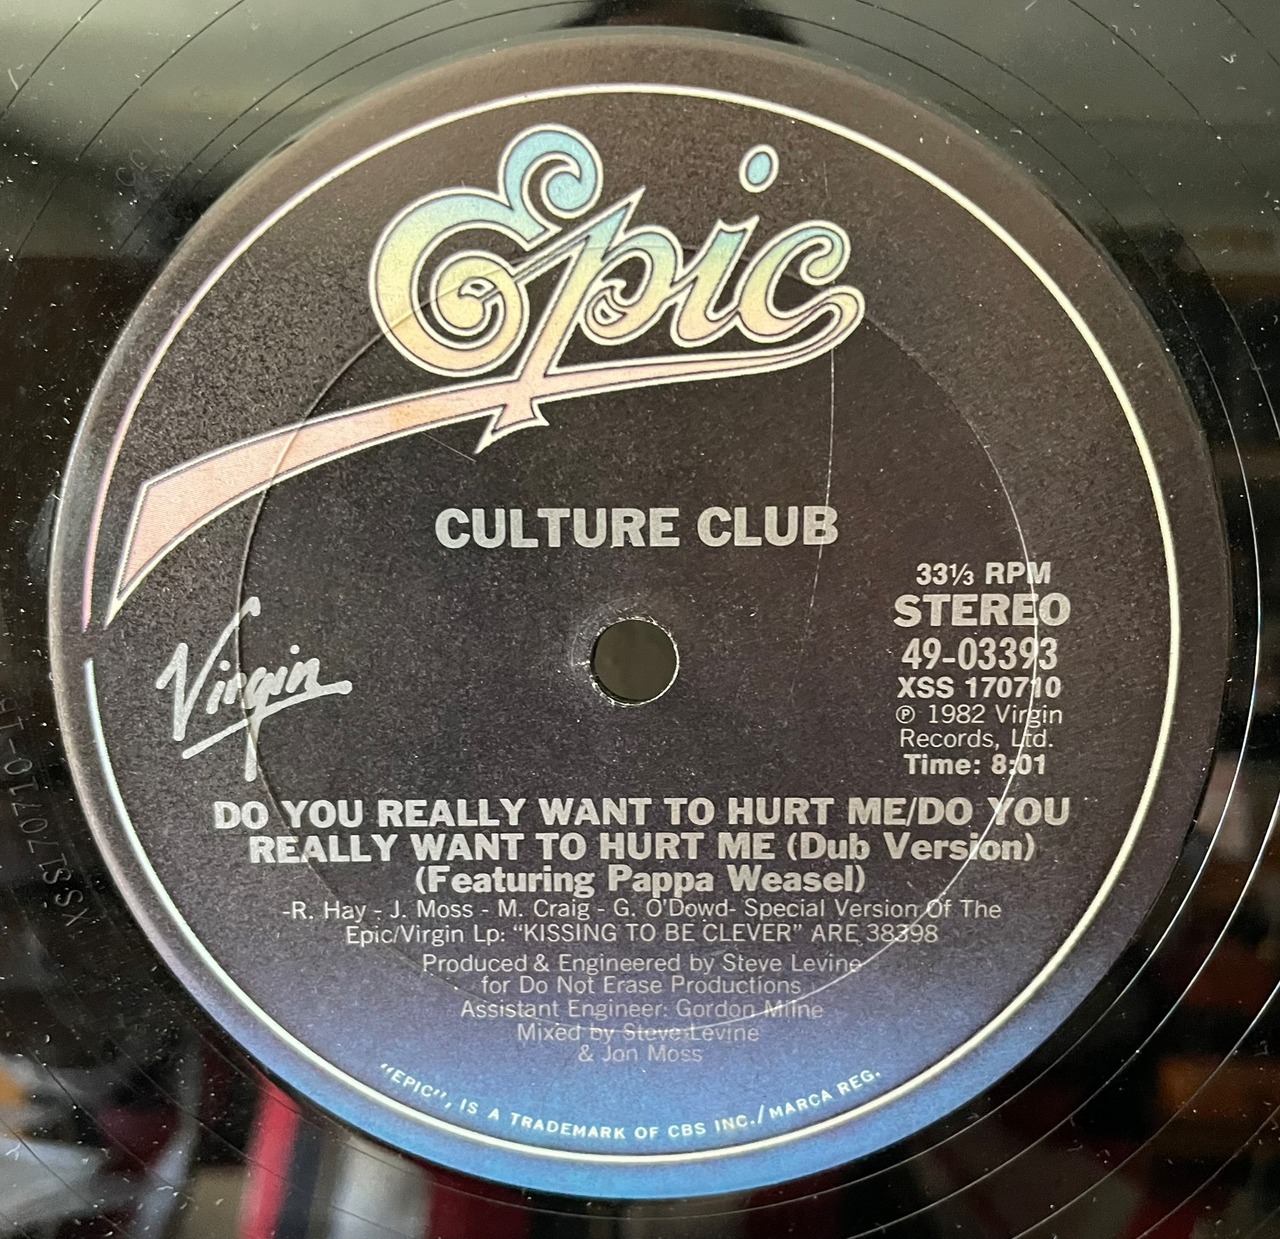 Epic
CULTURE CLUB
33⅓ RPM
STEREO
49-03393
XSS 170710
℗ 1982 Virgin
Records, Ltd.
Time: 8:01
Virgin
DO YOU REALLY WANT TO HURT ME/DO YOU
REALLY WANT TO HURT ME (Dub Version)
(Featuring Pappa Weasel)
-R. Hay - J. Moss - M. Craig - G. O'Dowd- Special Version Of The
Epic/Virgin Lp: "KISSING TO BE CLEVER" ARE 38398
Produced & Engineered by Steve Levine
for Do Not Erase Productions
Assistant Engineer: Gordon Milne
Mixed by Steve Levine
& Jon Moss
"EPIC", IS A TRADEMARK OF CBS INC./MARCA REG.